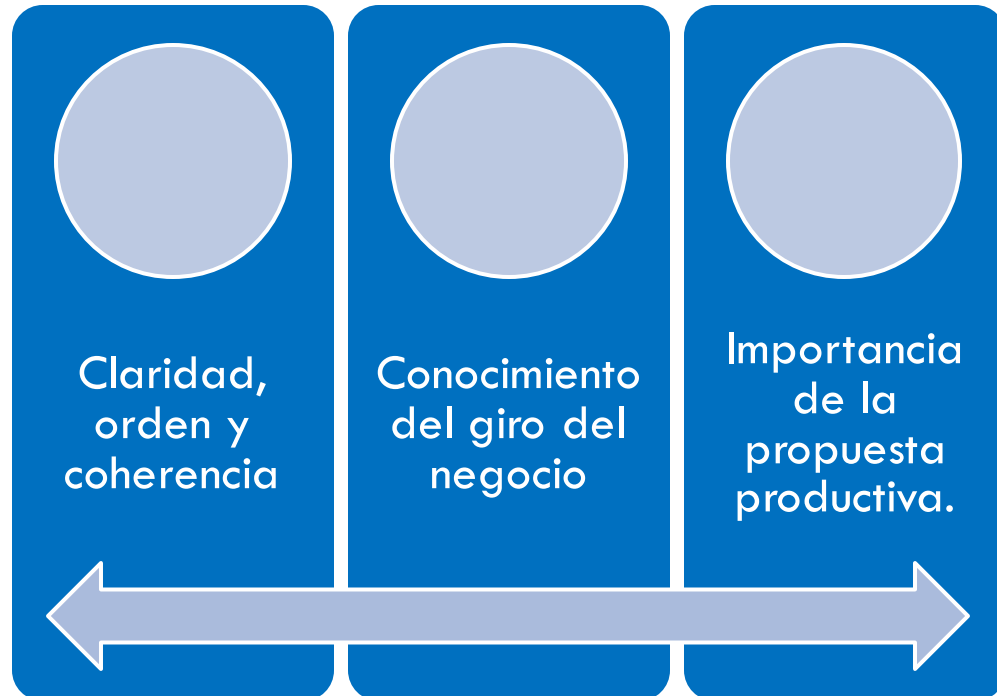 Claridad,
orden y
coherencia
Conocimiento
del giro del
negocio
Importancia
de la
propuesta
productiva.